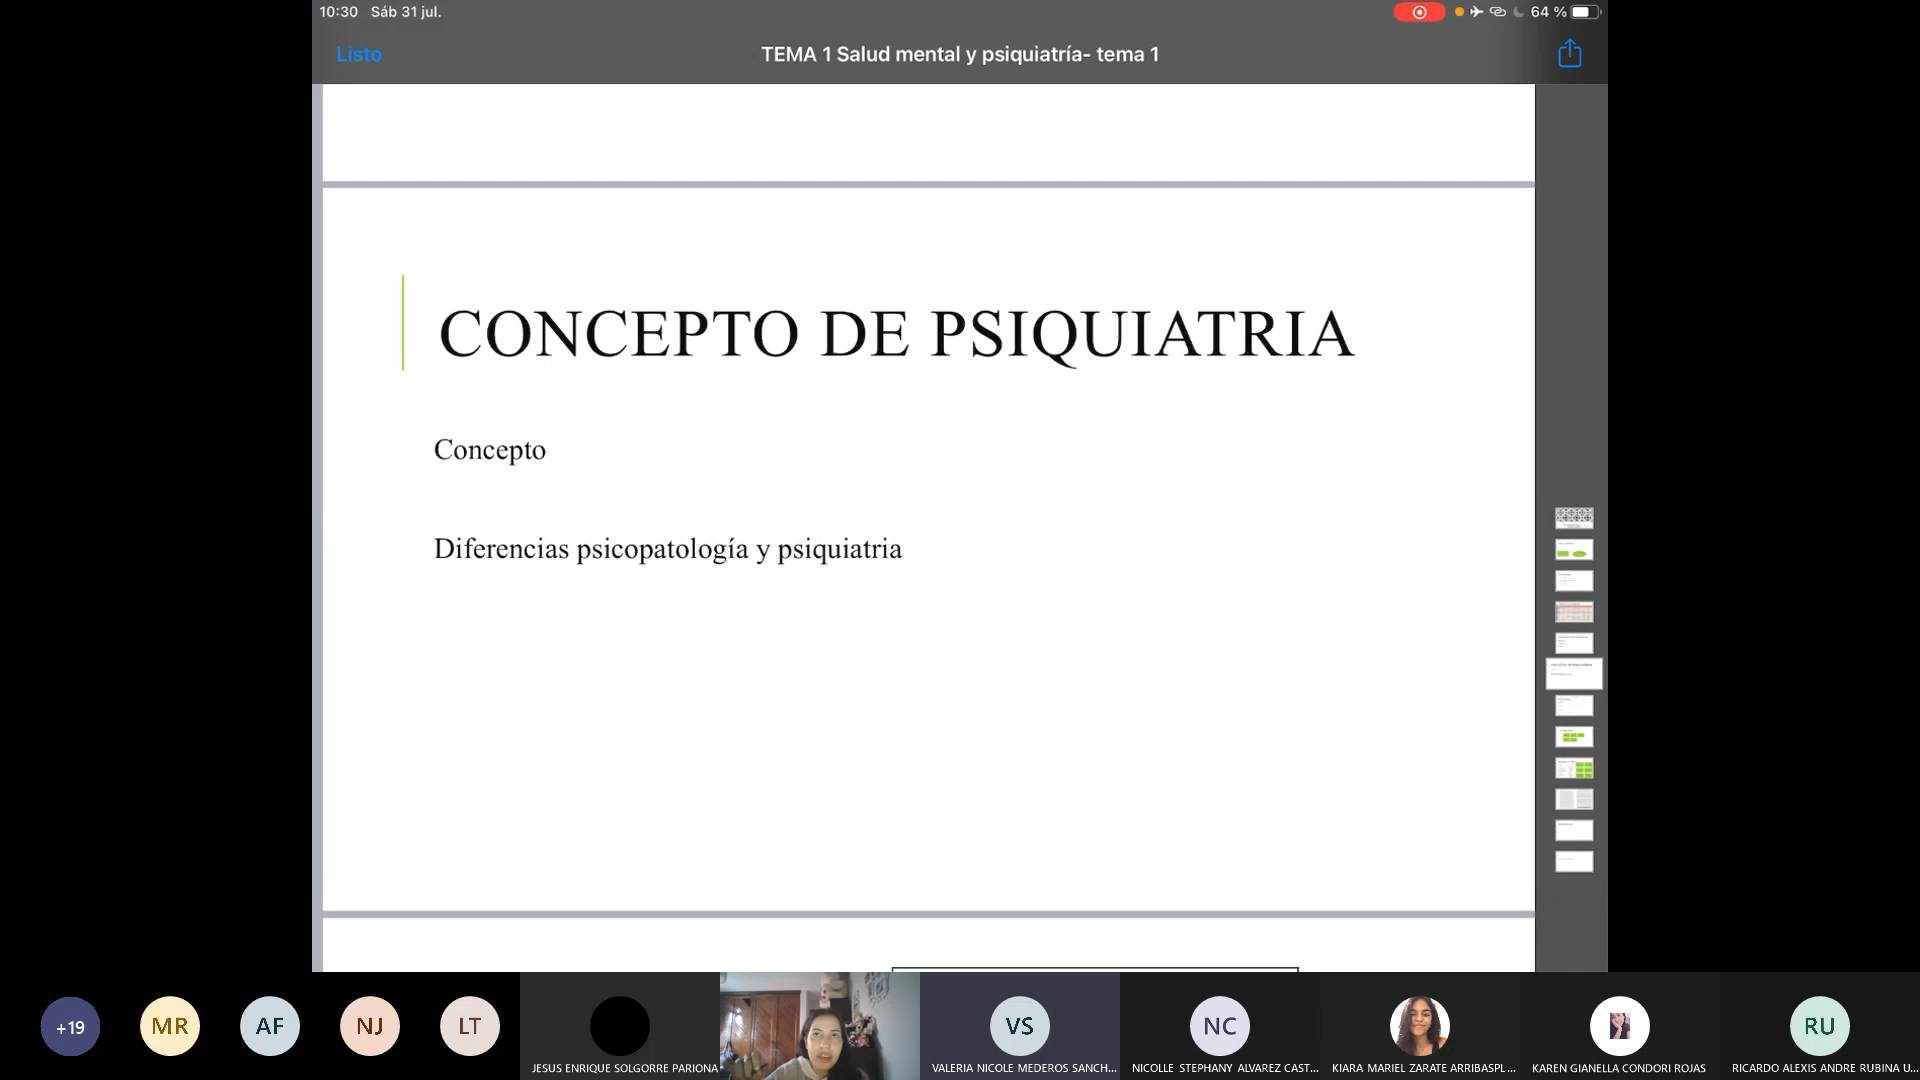 10:30 Sáb 31 jul.
64 %
Listo
TEMA 1 Salud mental y psiquiatría- tema 1
CONCEPTO DE PSIQUIATRIA
Concepto
Diferencias psicopatología y psiquiatria
+19
MR
AF
NJ
LT
VS
NC
RU
JESUS ENRIQUE SOLGORRE PARIONA
VALERIA NICOLE MEDEROS SANCH...
NICOLLE STEPHANY ALVAREZ CAST...
KIARA MARIEL ZARATE ARRIBASPL...
KAREN GIANELLA CONDORI ROJAS
RICARDO ALEXIS ANDRE RUBINA U...